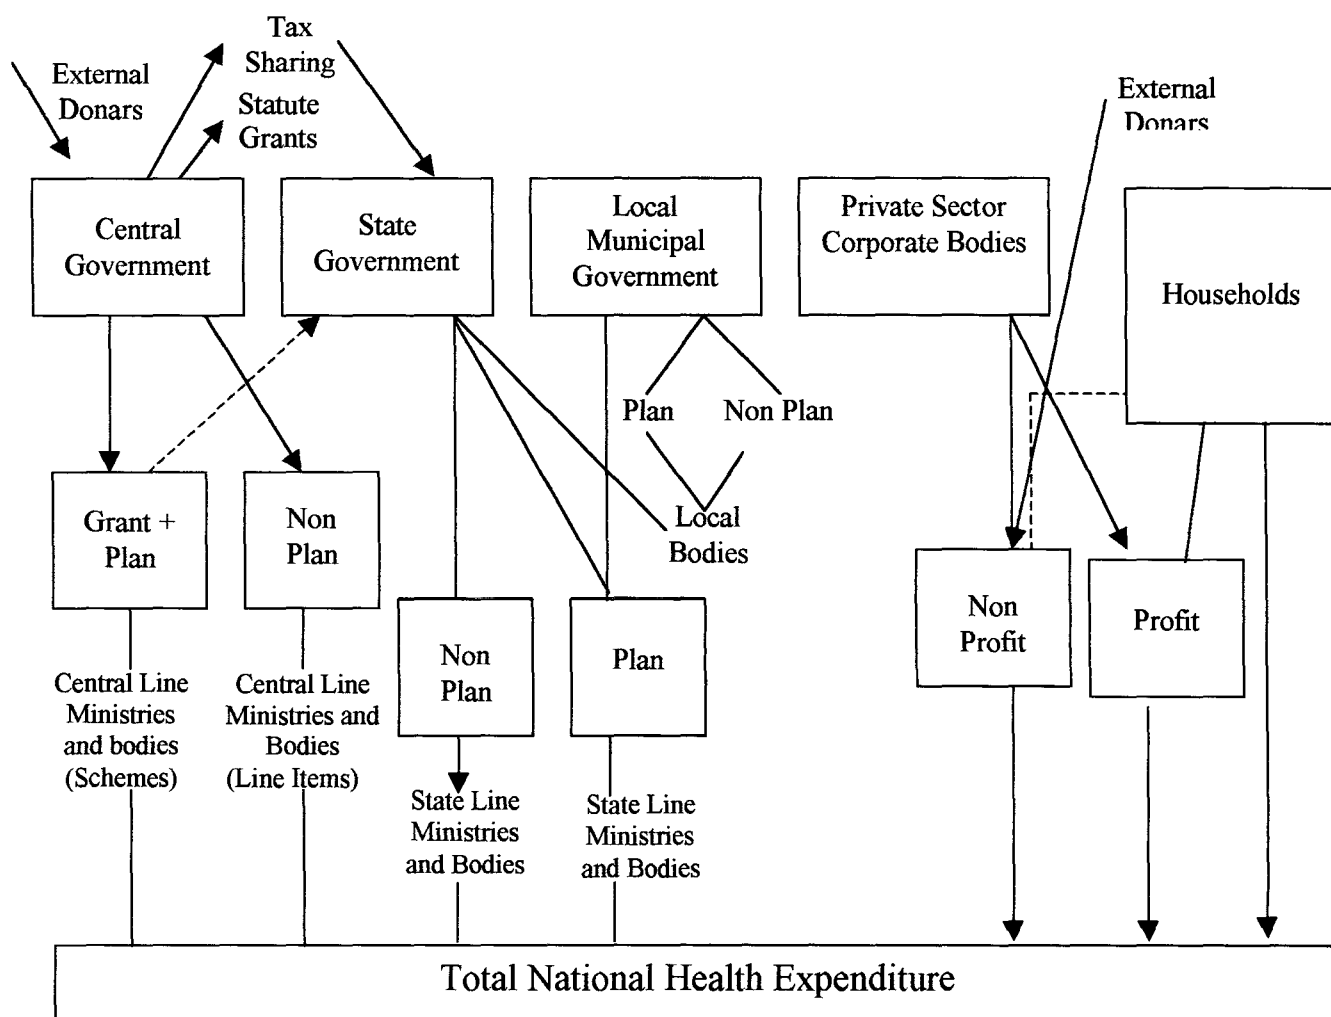 Tax
Sharing
External
Donars
Statute
Grants
External
Donars
Central
Government
State
Government
Local
Municipal
Government
Private Sector
Corporate Bodies
Households
Plan
Non Plan
Local
Bodies
Grant +
Plan
Non
Plan
Non
Plan
Plan
Non
Profit
Profit
Central Line
Ministries
and bodies
(Schemes)
Central Line
Ministries and
Bodies
(Line Items)
State Line
Ministries
and Bodies
State Line
Ministries
and Bodies
Total National Health Expenditure